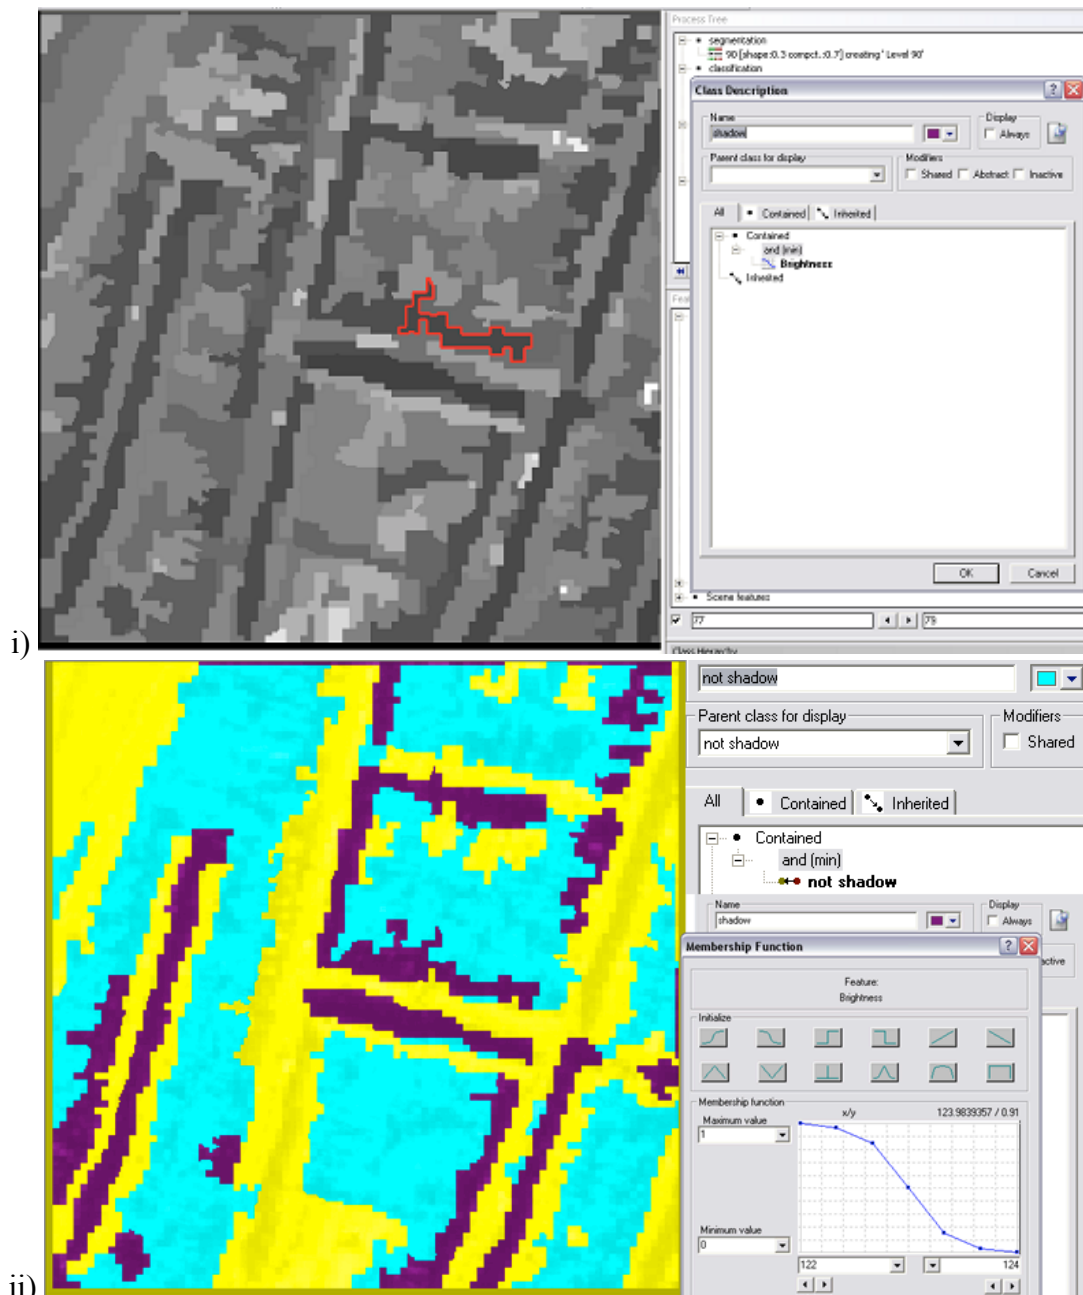 Process Tree
segmentation
90 [shape:0.3 compct.:0.7] creating 'Level 90'
classification
Class Description
Name
shadow
Display
Always
Parent class for display
Modifiers
Shared Abstract Inactive
All Contained Inherited
Contained
and (min)
Brightness
Inherited
OK Cancel
Scene features
77 79
Class Hierarchy
i)
not shadow
Parent class for display
Modifiers
not shadow
Shared
All Contained Inherited
Contained
and (min)
not shadow
Name
Display
shadow
Always
Membership Function
active
Feature:
Brightness
Initialize
Membership function
Maximum value
x/y
123.9839357 / 0.91
1
Minimum value
0
122 124
ii)